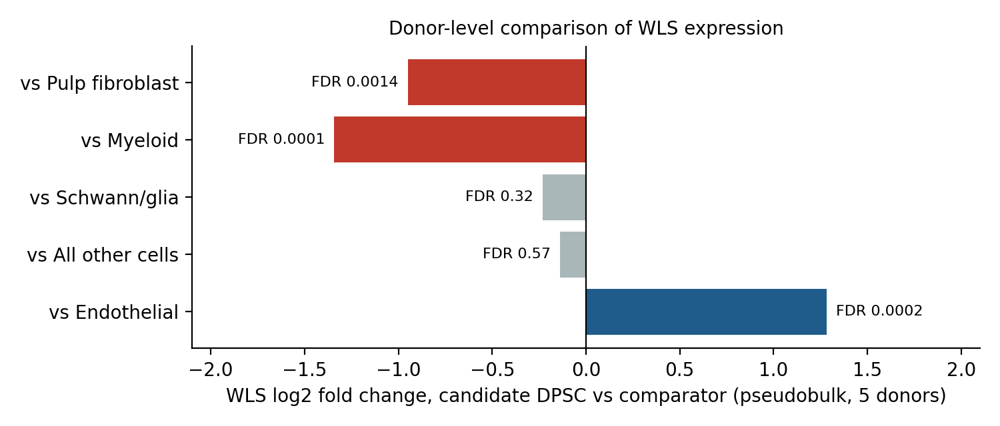 Donor-level comparison of WLS expression
vs Pulp fibroblast
FDR 0.0014
vs Myeloid
FDR 0.0001
vs Schwann/glia
FDR 0.32
vs All other cells
FDR 0.57
vs Endothelial
FDR 0.0002
−2.0 −1.5 −1.0 −0.5 0.0 0.5 1.0 1.5 2.0
WLS log2 fold change, candidate DPSC vs comparator (pseudobulk, 5 donors)